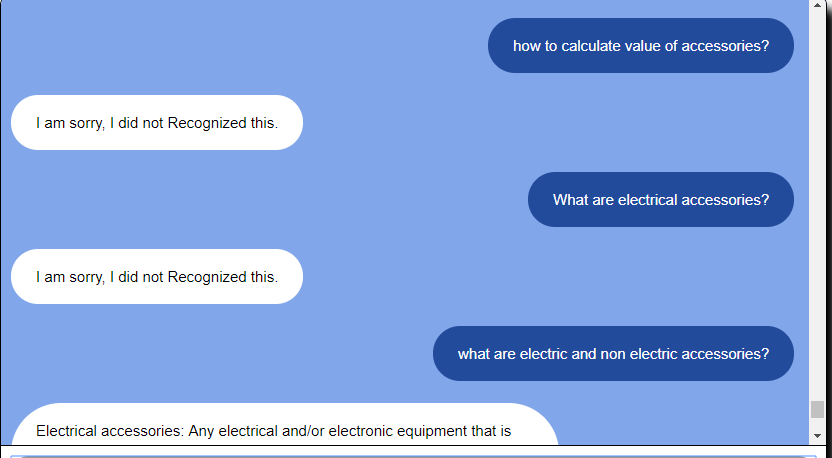 how to calculate value of accessories?
I am sorry, I did not Recognized this.
What are electrical accessories?
I am sorry, I did not Recognized this.
what are electric and non electric accessories?
Electrical accessories: Any electrical and/or electronic equipment that is